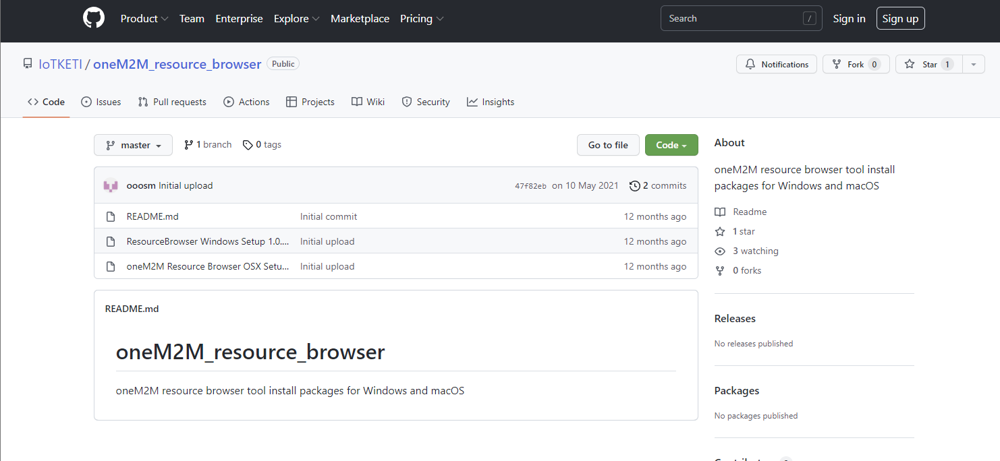 Product Team Enterprise Explore Marketplace Pricing Search / Sign in Sign up
IoTKETI / oneM2M_resource_browser Public Notifications Fork 0 Star 1
Code Issues Pull requests Actions Projects Wiki Security Insights
master 1 branch 0 tags Go to file Code
ooosm Initial upload 47f82eb on 10 May 2021 2 commits
README.md Initial commit 12 months ago
ResourceBrowser Windows Setup 1.0.... Initial upload 12 months ago
oneM2M Resource Browser OSX Setu... Initial upload 12 months ago
README.md
oneM2M_resource_browser
oneM2M resource browser tool install packages for Windows and macOS
About
oneM2M resource browser tool install
packages for Windows and macOS
Readme
1 star
3 watching
0 forks
Releases
No releases published
Packages
No packages published